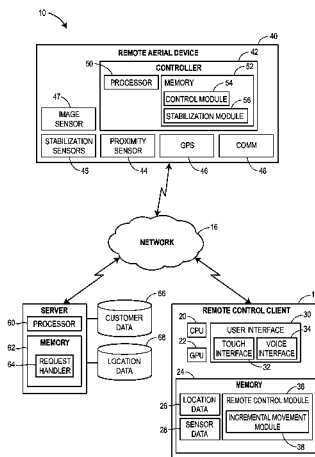 10
40
REMOTE AERIAL DEVICE
42
CONTROLLER
50
52
PROCESSOR
MEMORY
54
CONTROL MODULE
56
STABILIZATION MODULE
47
IMAGE SENSOR
STABILIZATION SENSORS
PROXIMITY SENSOR
GPS
COMM
45
44
46
48
NETWORK
16
SERVER
60
PROCESSOR
62
MEMORY
64
REQUEST HANDLER
66
CUSTOMER DATA
68
LOCATION DATA
REMOTE CONTROL CLIENT
20
CPU
22
GPU
30
USER INTERFACE
34
TOUCH INTERFACE
VOICE INTERFACE
32
24
MEMORY
26
LOCATION DATA
28
SENSOR DATA
36
REMOTE CONTROL MODULE
INCREMENTAL MOVEMENT MODULE
38